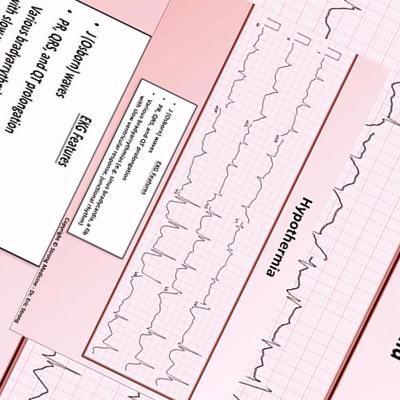 Hypothermia
EKG Features
• J (Osborn) waves
• PR, QRS, and QT prolongation
• Various bradyarrhythmias (e.g. sinus bradycardia, a fib
with slow ventricular response, junctional rhythm)
Copyright © Strong Medicine - Dr. Eric Strong
EKG Features
• J (Osborn) waves
• PR, QRS, and QT prolongation
Various bradyarrhythm
with slow